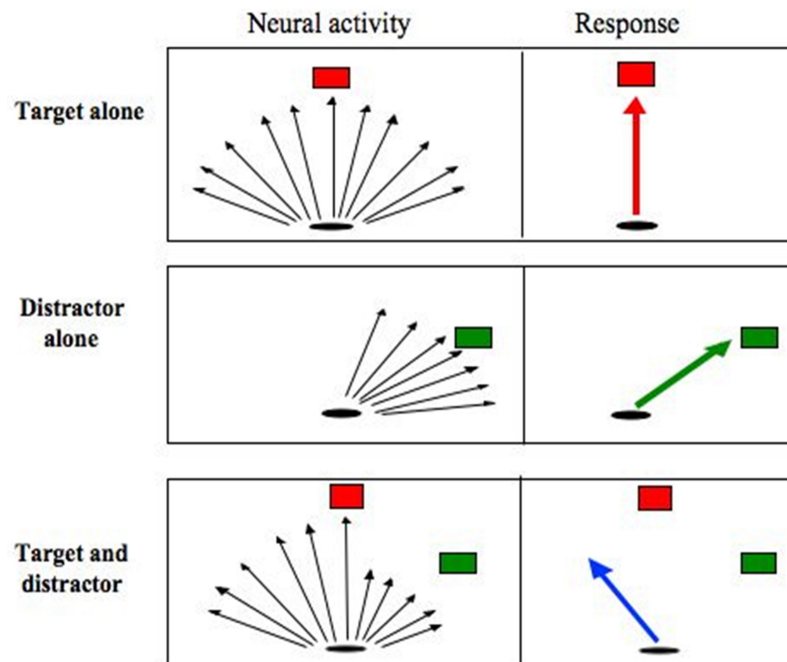 Neural activity
Response
Target alone
Distractor
alone
Target and
distractor